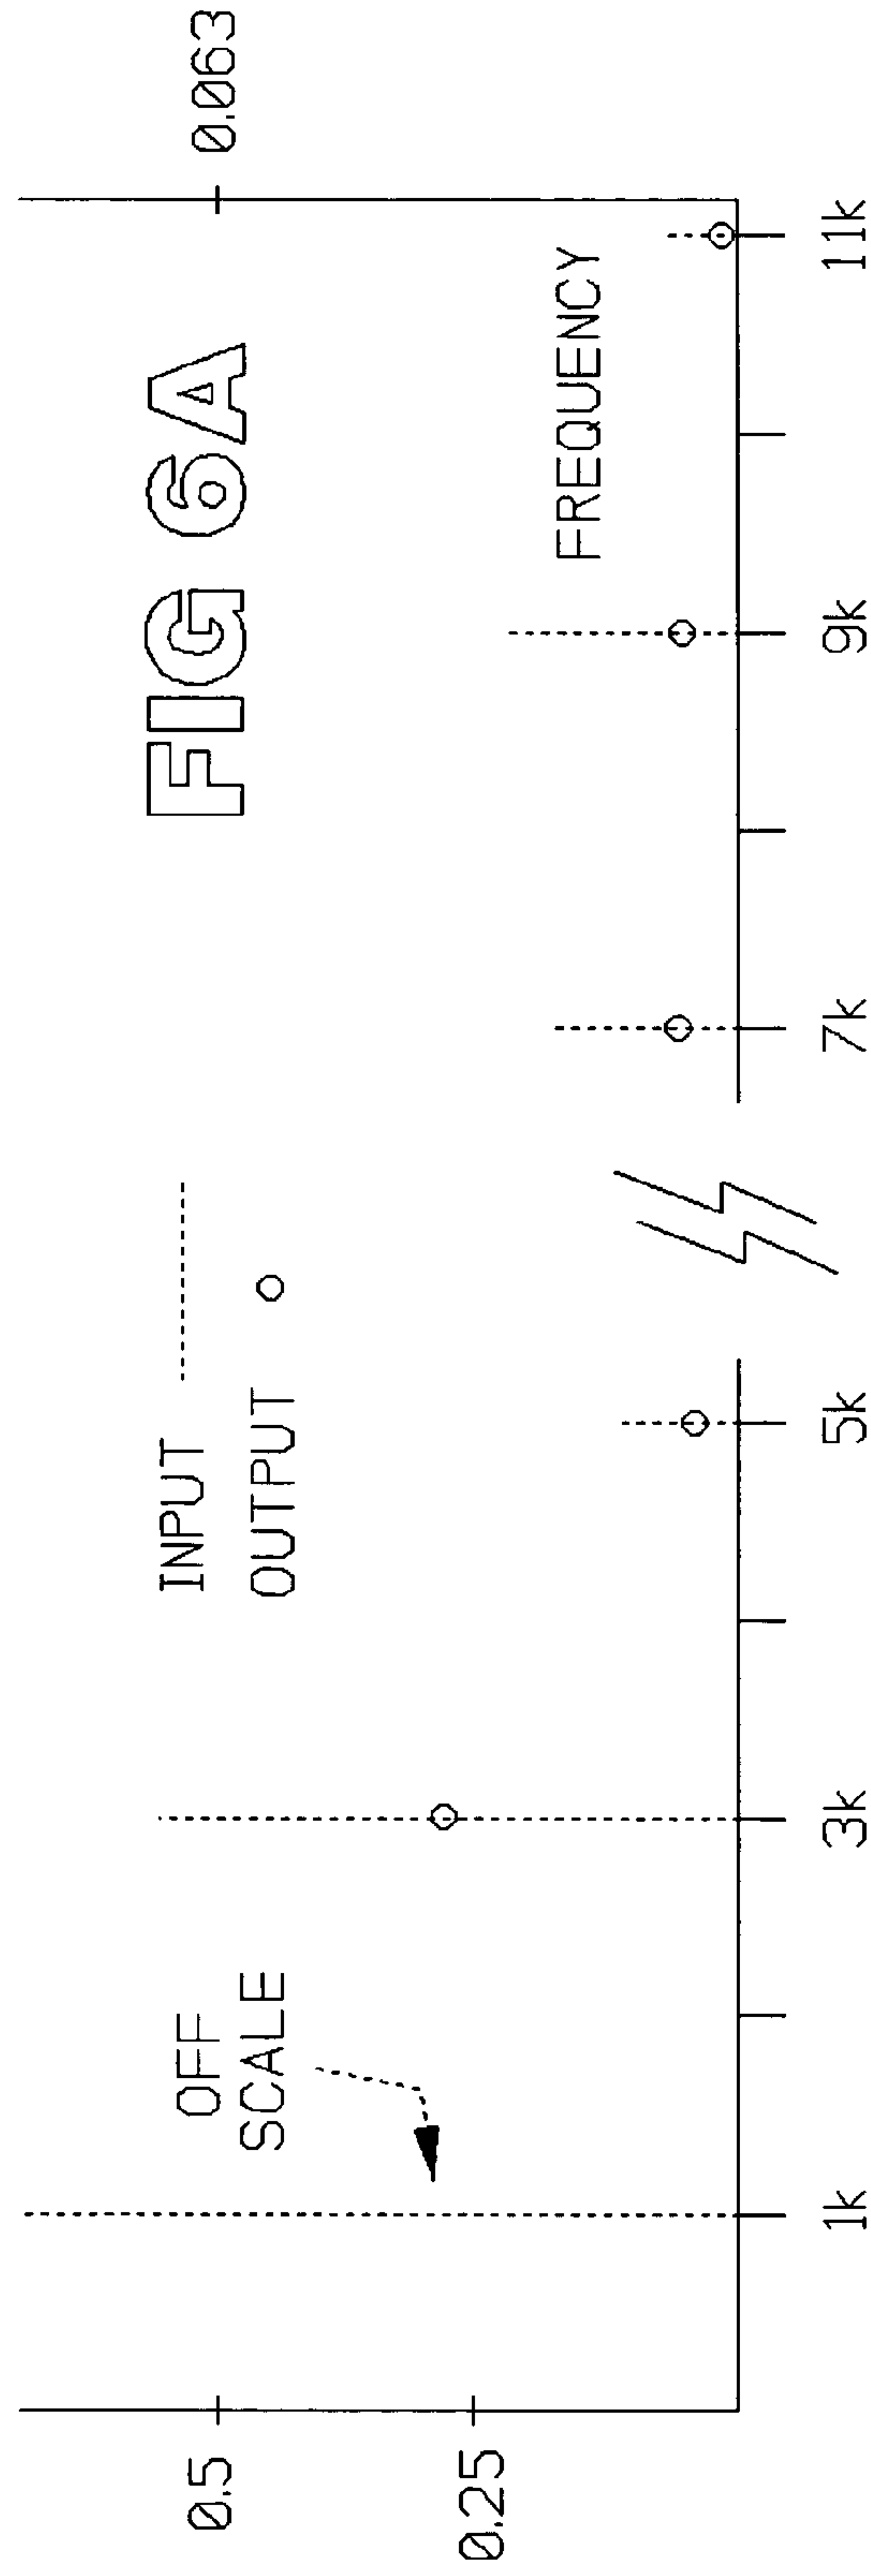 FIG 6A
0.5
0.25
0.063
OFF
SCALE
INPUT
OUTPUT
FREQUENCY
1k
3k
5k
7k
9k
11k